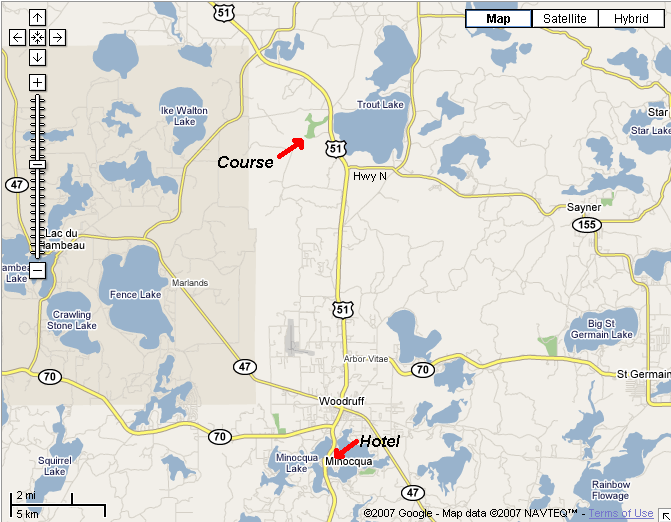 51
Map
Satellite
Hybrid
Ike Walton
Lake
Trout Lake
Star
Star Lake
Course
51
Hwy N
47
Sayner
155
Lac du
Flambeau
Lake
Marlands
Fence Lake
Crawling
Stone Lake
51
Big St
Germain Lake
Arbor-Vitae
47
70
70
St Germain
Woodruff
70
Hotel
Squirrel
Lake
Minocqua
Lake
Minocqua
47
Rainbow
Flowage
2 mi
5 km
©2007 Google - Map data ©2007 NAVTEQ™ - Terms of Use